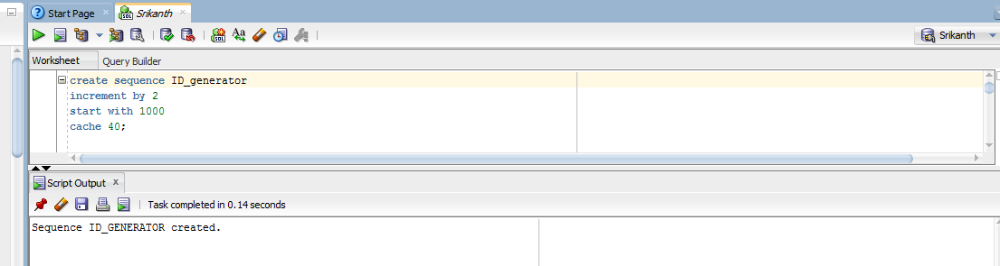 Start Page
Srikanth
Srikanth
Worksheet
Query Builder
create sequence ID_generator
increment by 2
start with 1000
cache 40;
Script Output
Task completed in 0.14 seconds
Sequence ID_GENERATOR created.